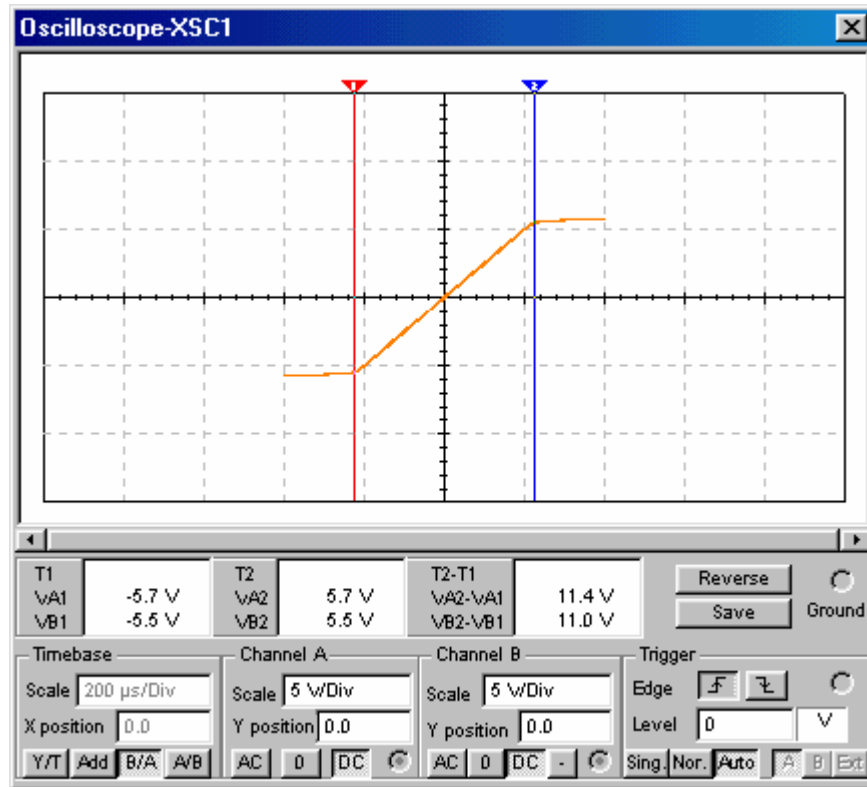 Oscilloscope-XSC1
1 2
T1 T2 T2-T1
VA1 -5.7 V VA2 5.7 V VA2-VA1 11.4 V
VB1 -5.5 V VB2 5.5 V VB2-VB1 11.0 V
Reverse
Save
Ground
Timebase
Scale 200 µs/Div
X position 0.0
Y/T Add B/A A/B
Channel A
Scale 5 V/Div
Y position 0.0
AC 0 DC
Channel B
Scale 5 V/Div
Y position 0.0
AC 0 DC -
Trigger
Edge
Level 0 V
Sing. Nor. Auto A B Ext